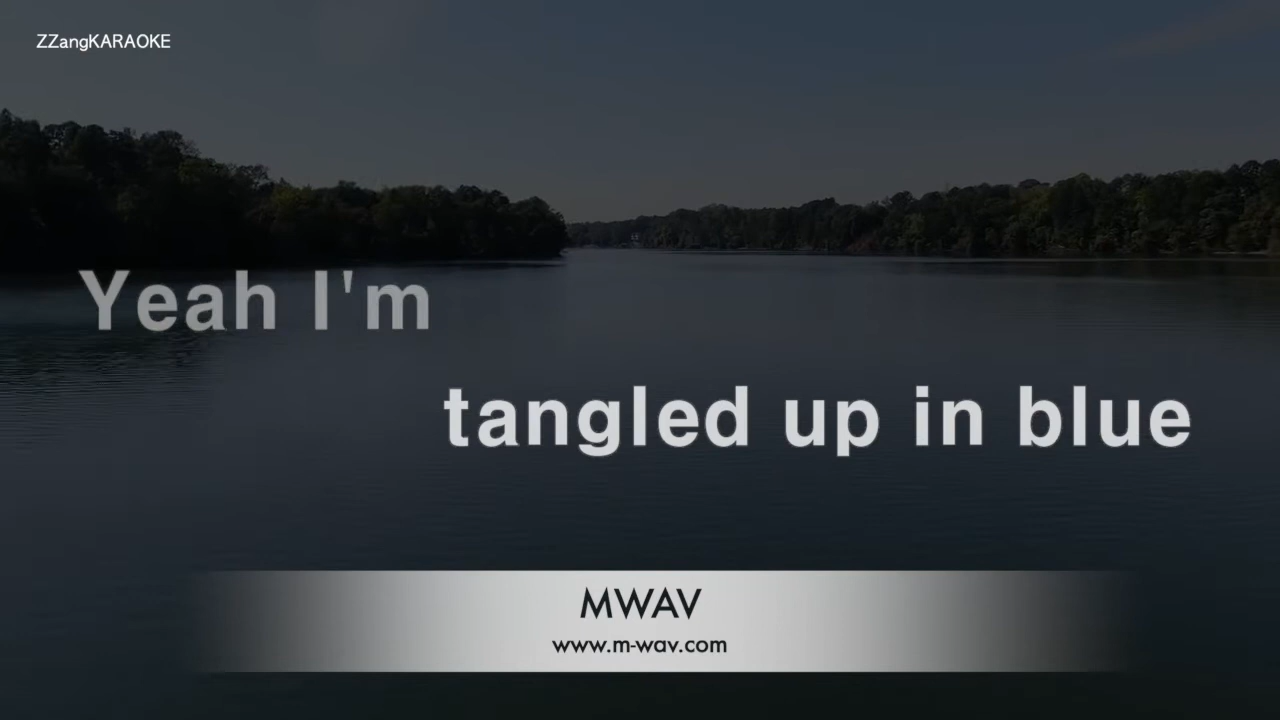 ZZangKARAOKE
Yeah I'm
tangled up in blue
MWAV
www.m-wav.com